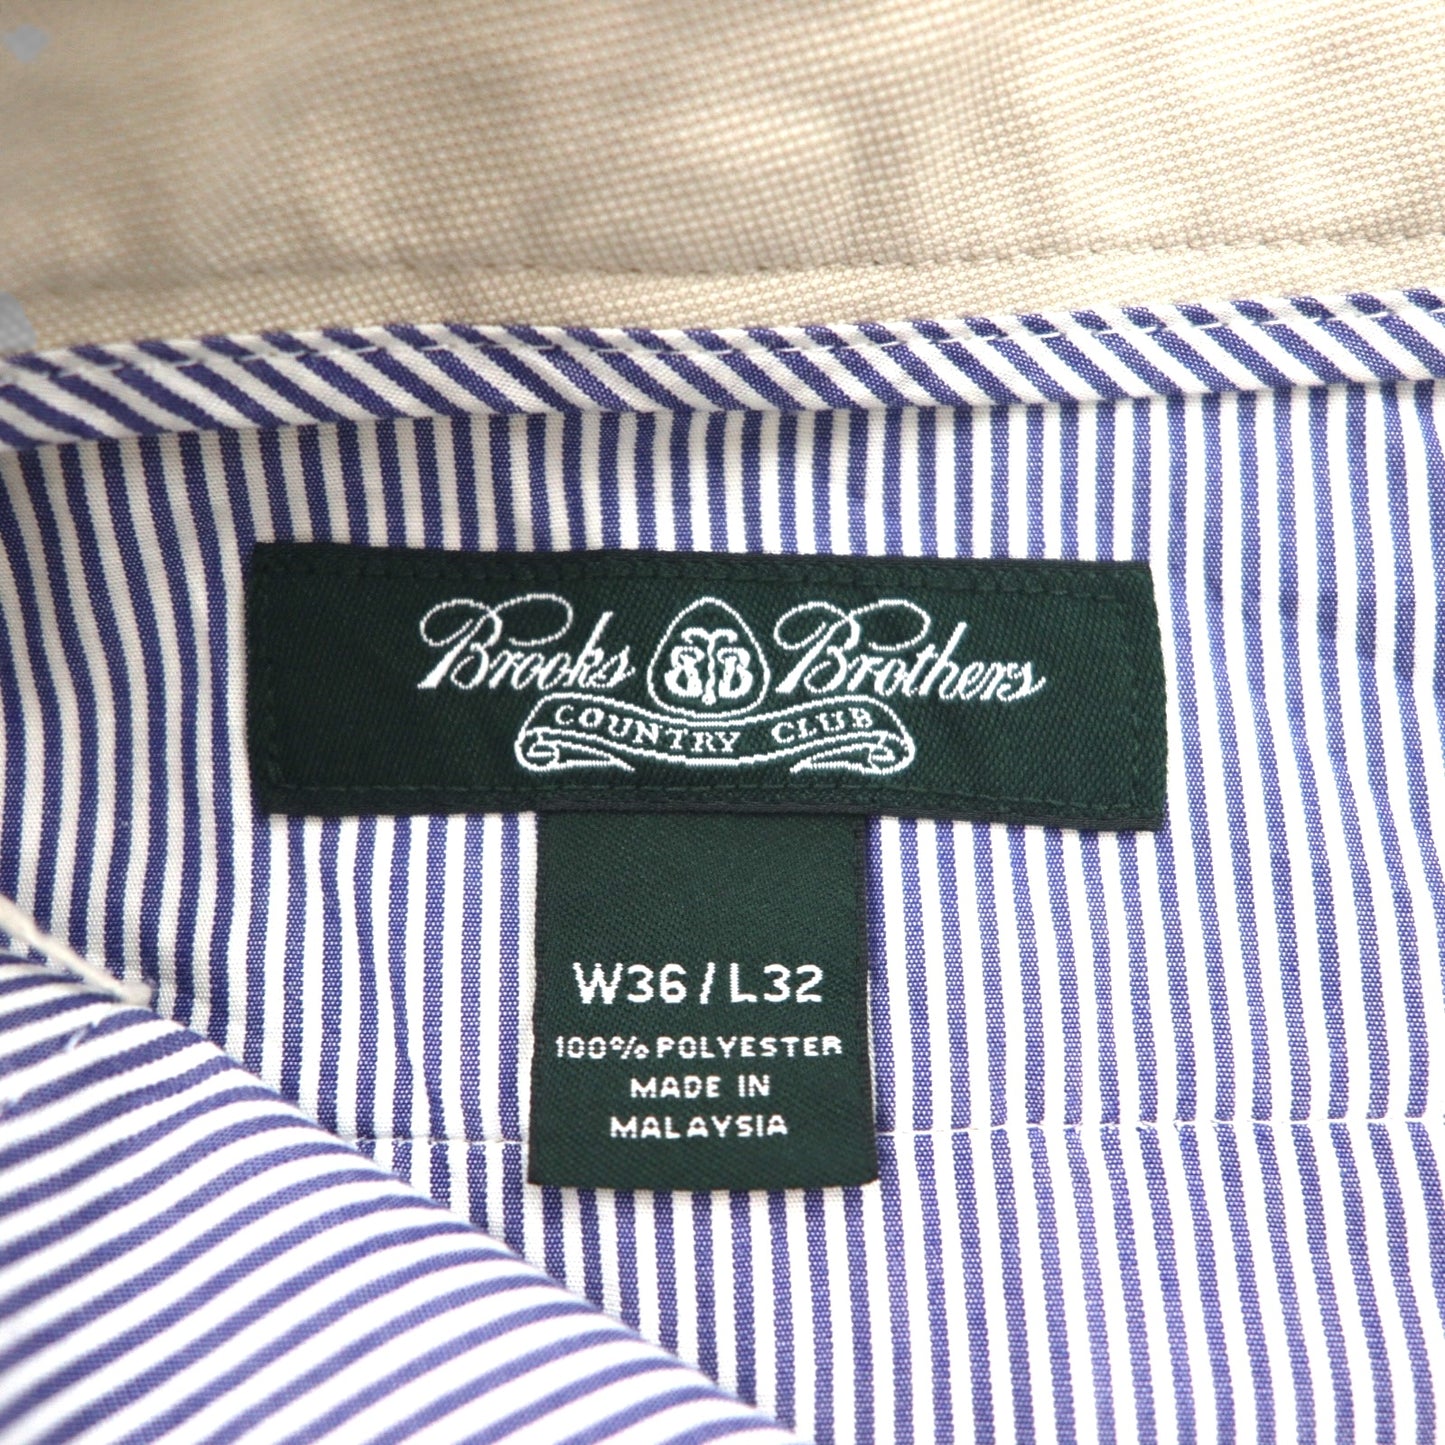 Brooks BB Brothers
COUNTRY CLUB
W36/L32
100% POLYESTER
MADE IN
MALAYSIA